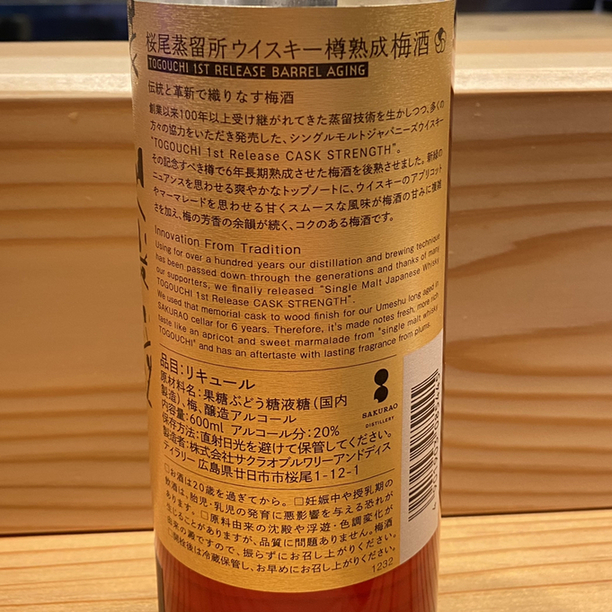 桜尾蒸留所ウイスキー樽熟成梅酒
TOGOUCHI 1ST RELEASE BARREL AGING
伝統と革新で織りなす梅酒
創業以来100年以上受け継がれてきた蒸留技術を生かしつつ、多くの
方々の協力をいただき発売した、シングルモルトジャパニーズウイスキー
"TOGOUCHI 1st Release CASK STRENGTH"。
その記念すべき樽で6年長期熟成させた梅酒を後熟させました。新緑の
ニュアンスを思わせる爽やかなトップノートに、ウイスキーのアプリコット
やマーマレードを思わせる甘くスムースな風味が梅酒の甘みに複雑
さを加え、梅の芳香の余韻が続く、コクのある梅酒です。
Innovation From Tradition
Using for over a hundred years our distillation and brewing technique
has been passed down through the generations and thanks of many
our supporters, we finally released "Single Malt Japanese Whisky
TOGOUCHI 1st Release CASK STRENGTH".
We used that memorial cask to wood finish for our Umeshu long aged in
SAKURAO cellar for 6 years. Therefore, it's made notes fresh, more rich
taste like an apricot and sweet marmalade from "single malt whisky
TOGOUCHI" and has an aftertaste with lasting fragrance from plums.
品目:リキュール
原材料名:果糖ぶどう糖液糖(国内
製造)、梅、醸造アルコール
内容量:600ml アルコール分:20%
保存方法:直射日光を避けて保管してください。
製造者:株式会社サクラオブルワリーアンドディス
ティラリー 広島県廿日市市桜尾1-12-1
SAKURAO
DISTILLERY
□お酒は20歳を過ぎてから。□妊娠中や授乳期の
飲酒は、胎児・乳児の発育に悪影響を与える恐れが
あります。□原料由来の沈殿や浮遊・色調変化が
生じることがありますが、品質に問題ありません。梅酒
由来の澱ですので、振らずにお召し上がりください。
□開栓後は冷蔵保管し、お早めにお召し上がりください。
1232